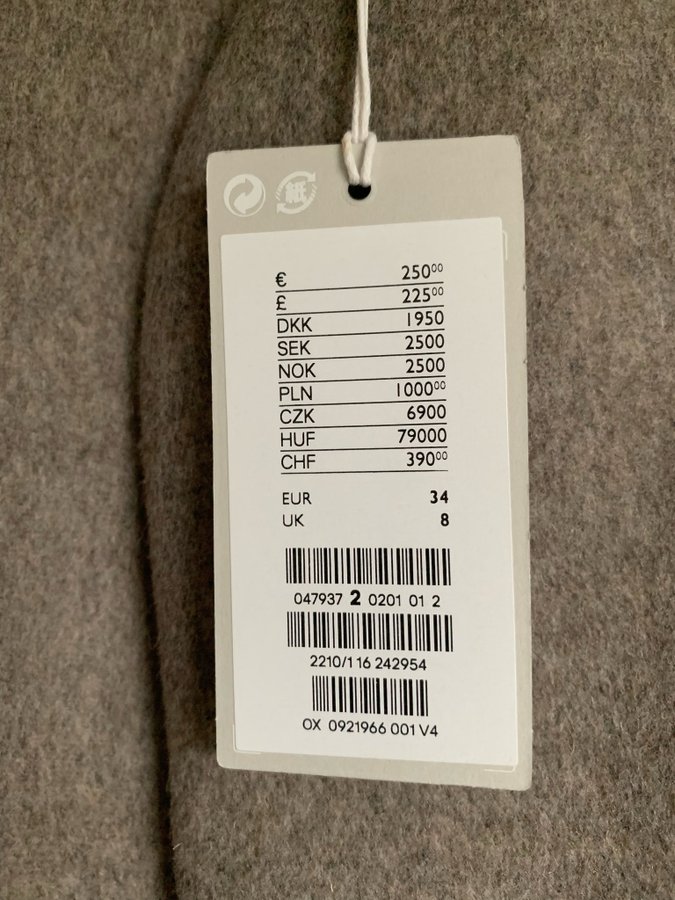 紙
€ 250⁰⁰
£ 225⁰⁰
DKK 1950
SEK 2500
NOK 2500
PLN 1000⁰⁰
CZK 6900
HUF 79000
CHF 390⁰⁰
EUR 34
UK 8
047937 2 0201 01 2
2210/116 242954
OX 0921966 001 V4